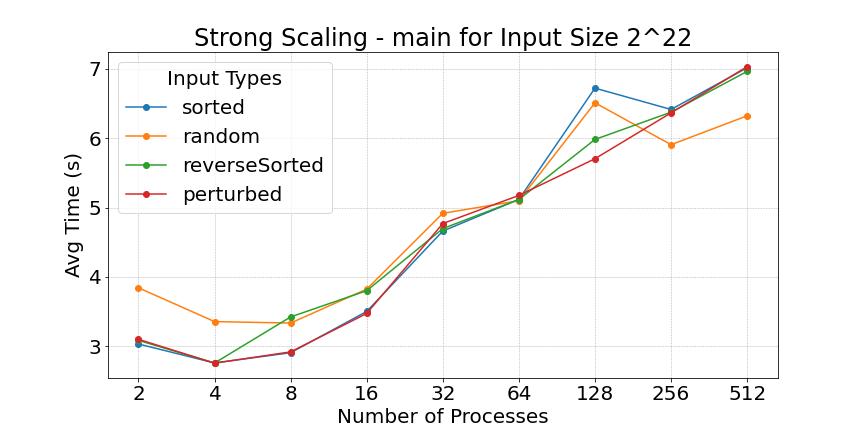 Strong Scaling - main for Input Size 2^22
Avg Time (s)
7
6
5
4
3
Input Types
sorted
random
reverseSorted
perturbed
2 4 8 16 32 64 128 256 512
Number of Processes